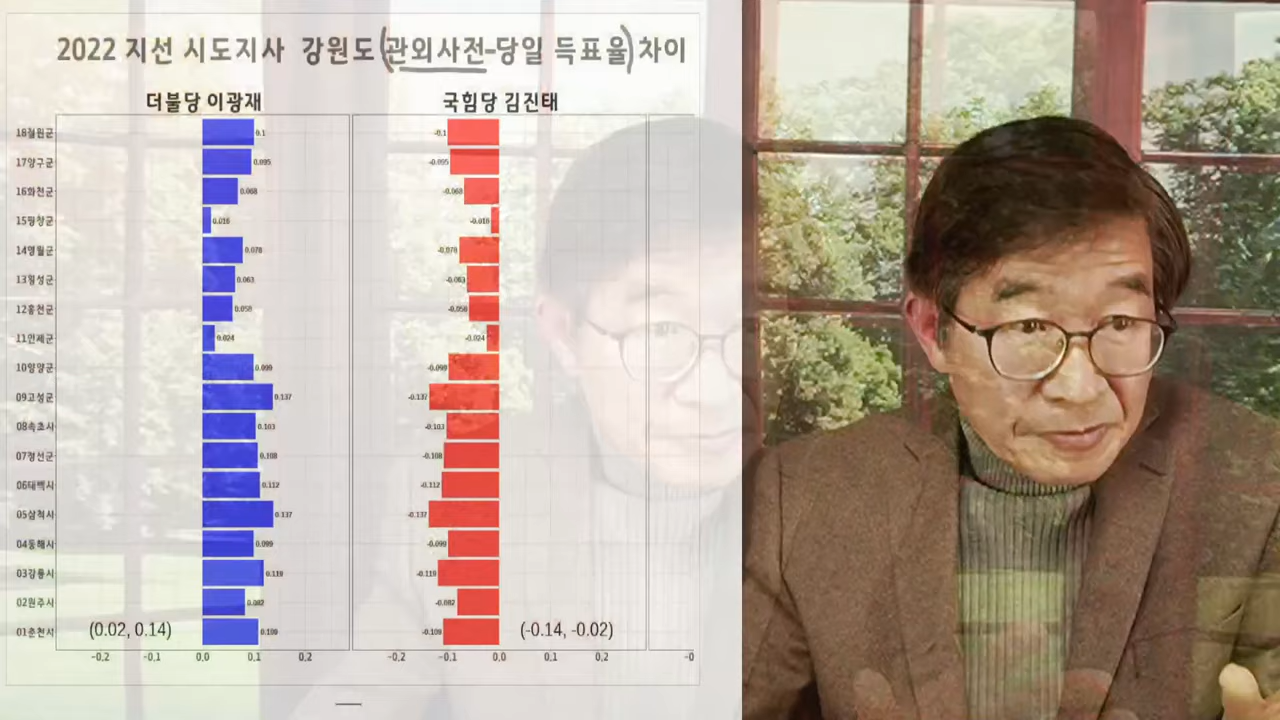 2022 지선 시도지사 강원도(관외사전-당일 득표율)차이
더불당 이광재 국힘당 김진태
18철원군 0.1 -0.1
17양구군 0.095 -0.095
16화천군 0.068 -0.068
15평창군 0.016 -0.016
14영월군 0.078 -0.078
13횡성군 0.063 -0.063
12홍천군 0.058 -0.058
11인제군 0.024 -0.024
10양양군 0.099 -0.099
09고성군 0.137 -0.137
08속초시 0.103 -0.103
07정선군 0.108 -0.108
06태백시 0.112 -0.112
05삼척시 0.137 -0.137
04동해시 0.099 -0.099
03강릉시 0.119 -0.119
02원주시 0.082 -0.082
01춘천시 0.109 -0.109
(0.02, 0.14) (-0.14, -0.02)
-0.2 -0.1 0.0 0.1 0.2 -0.2 -0.1 0.0 0.1 0.2 -0